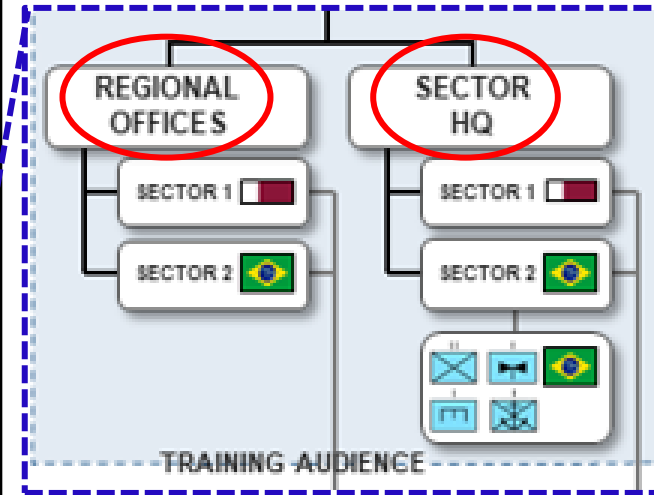 REGIONAL
OFFICES
SECTOR
HQ
SECTOR 1
SECTOR 1
SECTOR 2
SECTOR 2
TRAINING AUDIENCE